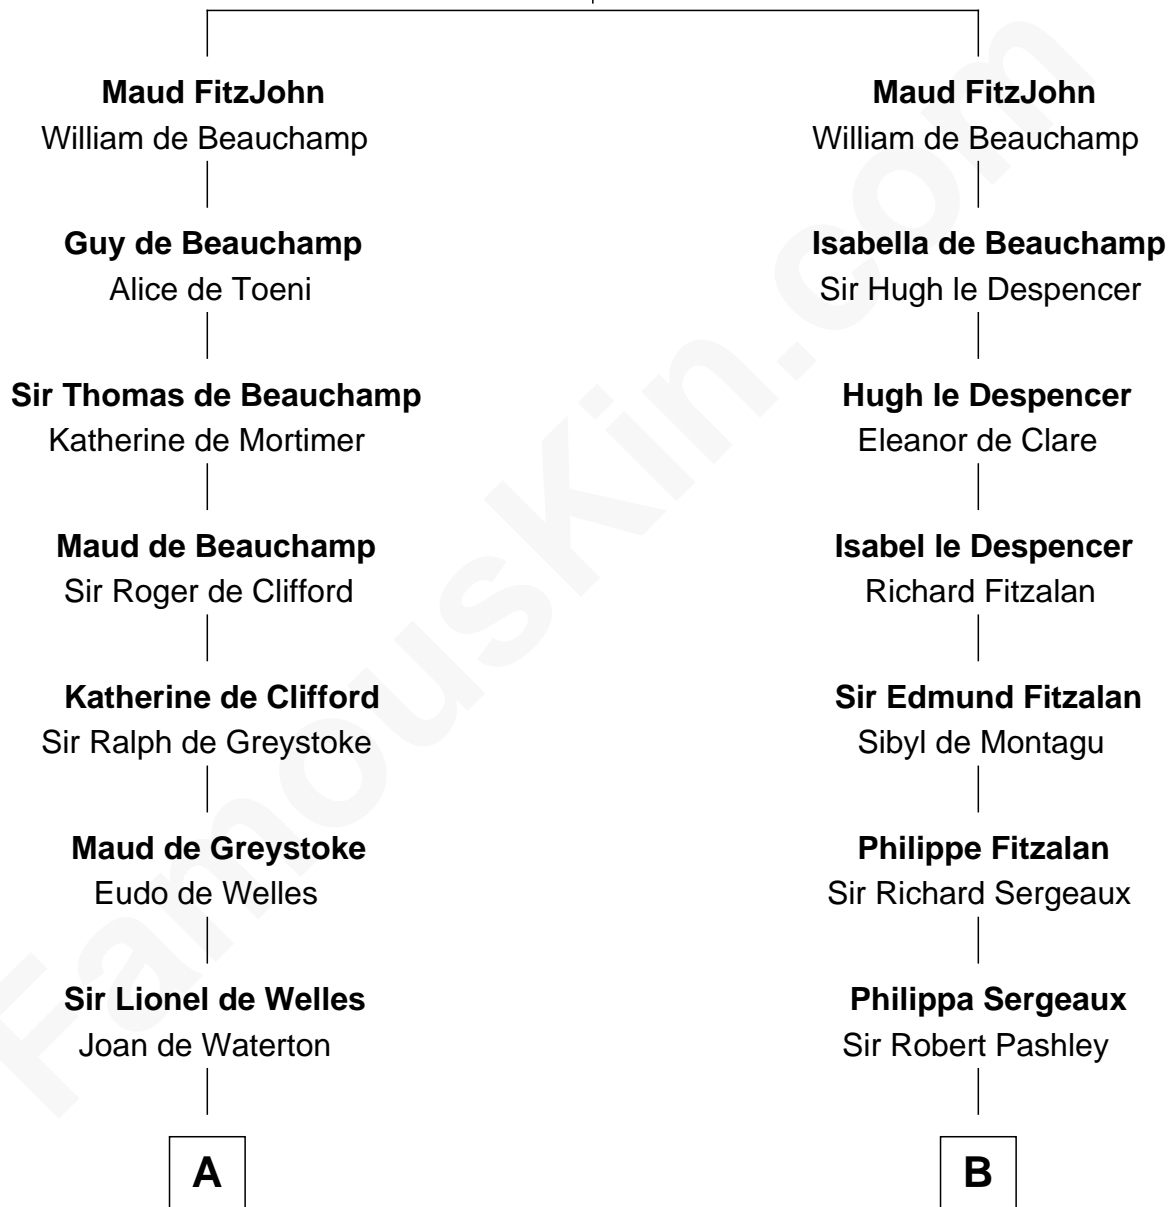 Maud FitzJohn
William de Beauchamp
Guy de Beauchamp
Alice de Toeni
Sir Thomas de Beauchamp
Katherine de Mortimer
Maud de Beauchamp
Sir Roger de Clifford
Katherine de Clifford
Sir Ralph de Greystoke
Maud de Greystoke
Eudo de Welles
Sir Lionel de Welles
Joan de Waterton
A
Maud FitzJohn
William de Beauchamp
Isabella de Beauchamp
Sir Hugh le Despencer
Hugh le Despencer
Eleanor de Clare
Isabel le Despencer
Richard Fitzalan
Sir Edmund Fitzalan
Sibyl de Montagu
Philippe Fitzalan
Sir Richard Sergeaux
Philippa Sergeaux
Sir Robert Pashley
B
FamousKin.com